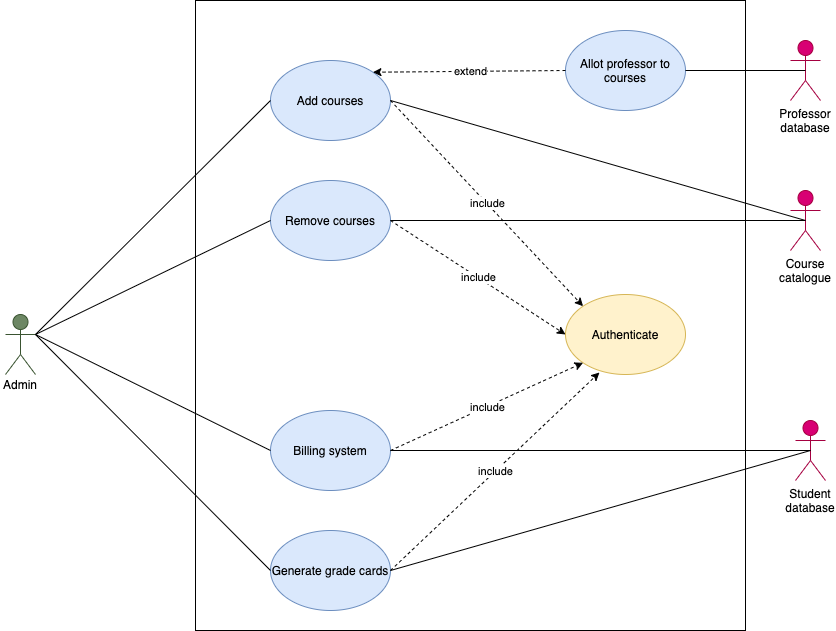 Allot professor to
courses
extend
Add courses
Professor
database
include
Remove courses
Course
catalogue
include
Authenticate
Admin
include
Billing system
include
Student
database
Generate grade cards